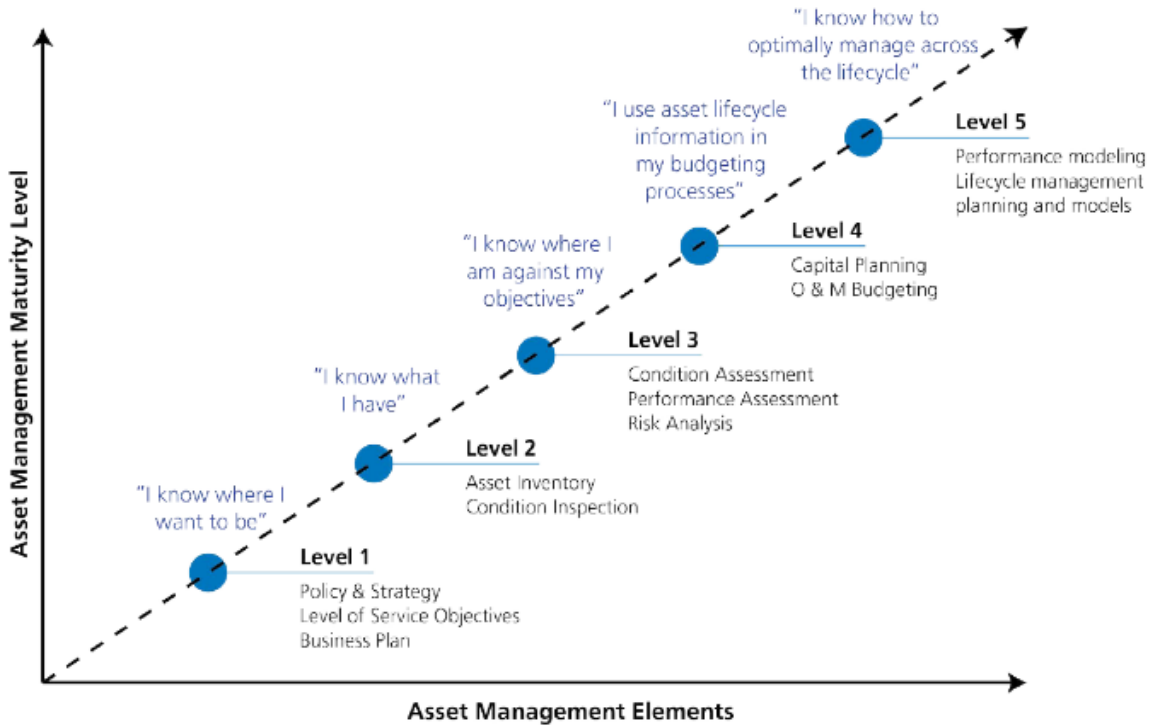 "I know how to
optimally manage across
the lifecycle"
"I use asset lifecycle
information in
my budgeting
processes"
Level 5
Performance modeling
Lifecycle management
planning and models
"I know where I
am against my
objectives"
Level 4
Capital Planning
O & M Budgeting
"I know what
I have"
Level 3
Condition Assessment
Performance Assessment
Risk Analysis
"I know where I
want to be"
Level 2
Asset Inventory
Condition Inspection
Level 1
Policy & Strategy
Level of Service Objectives
Business Plan
Asset Management Maturity Level
Asset Management Elements